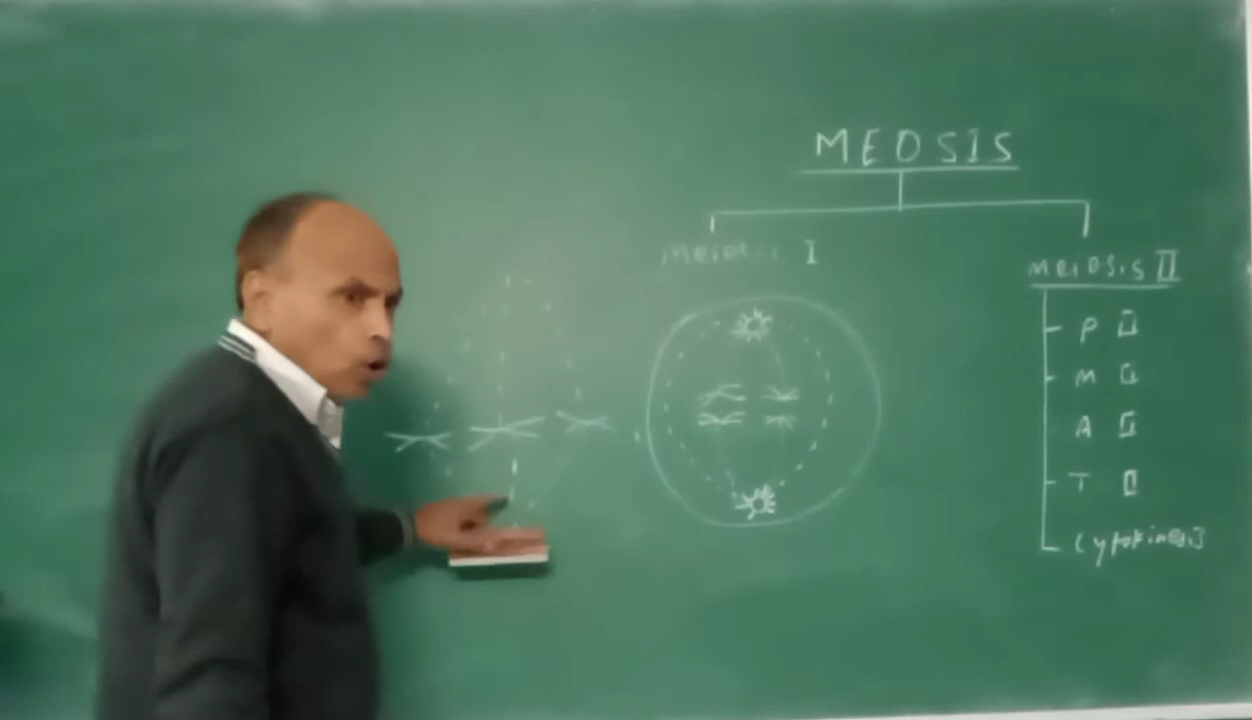 MEOSIS
meiosis I
meiosis II
P II
M II
A II
T II
Cytokinesis